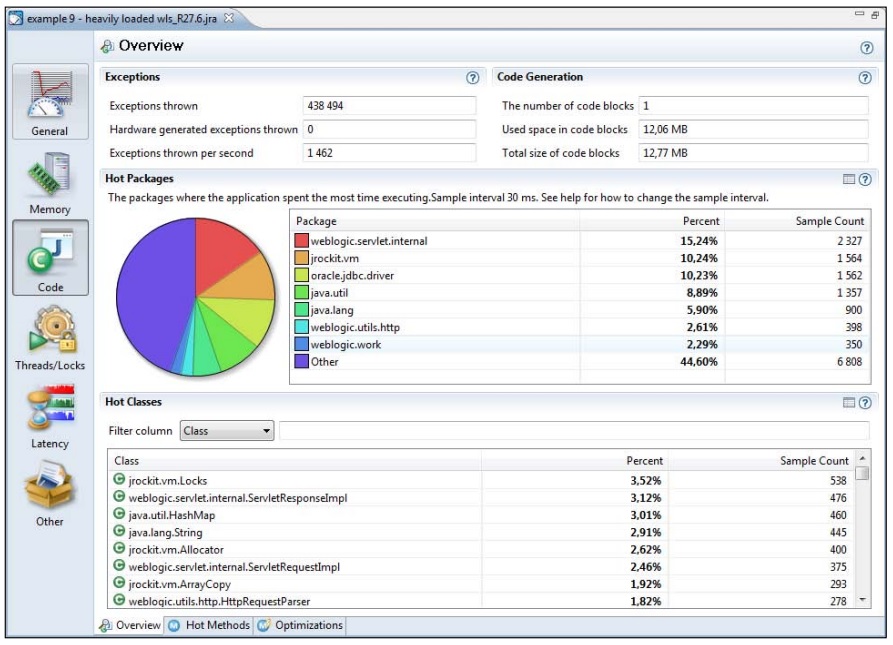 example 9 - heavily loaded wls_R27.6.jra
Overview
General
Memory
Code
Threads/Locks
Latency
Other
Exceptions
Exceptions thrown 438 494
Hardware generated exceptions thrown 0
Exceptions thrown per second 1 462
Code Generation
The number of code blocks 1
Used space in code blocks 12,06 MB
Total size of code blocks 12,77 MB
Hot Packages
The packages where the application spent the most time executing.Sample interval 30 ms. See help for how to change the sample interval.
Package Percent Sample Count
weblogic.servlet.internal 15,24% 2 327
jrockit.vm 10,24% 1 564
oracle.jdbc.driver 10,23% 1 562
java.util 8,89% 1 357
java.lang 5,90% 900
weblogic.utils.http 2,61% 398
weblogic.work 2,29% 350
Other 44,60% 6 808
Hot Classes
Filter column Class
Class Percent Sample Count
jrockit.vm.Locks 3,52% 538
weblogic.servlet.internal.ServletResponseImpl 3,12% 476
java.util.HashMap 3,01% 460
java.lang.String 2,91% 445
jrockit.vm.Allocator 2,62% 400
weblogic.servlet.internal.ServletRequestImpl 2,46% 375
jrockit.vm.ArrayCopy 1,92% 293
weblogic.utils.http.HttpRequestParser 1,82% 278
Overview Hot Methods Optimizations